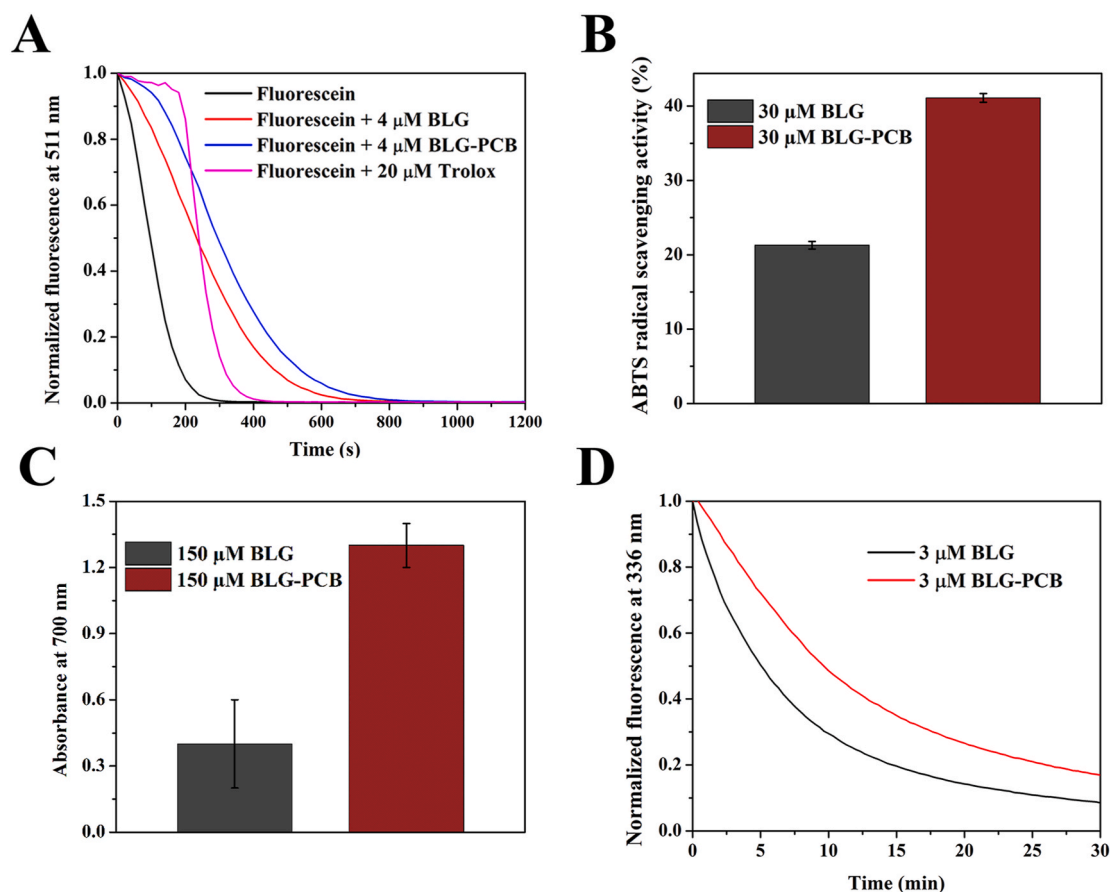 A
Normalized fluorescence at 511 nm
1.0
0.8
0.6
0.4
0.2
0.0
Fluorescein
Fluorescein + 4 μM BLG
Fluorescein + 4 μM BLG-PCB
Fluorescein + 20 μM Trolox
0 200 400 600 800 1000 1200
Time (s)
B
ABTS radical scavenging activity (%)
40
30
20
10
0
30 μM BLG
30 μM BLG-PCB
C
Absorbance at 700 nm
1.5
1.2
0.9
0.6
0.3
0.0
150 μM BLG
150 μM BLG-PCB
D
Normalized fluorescence at 336 nm
1.0
0.8
0.6
0.4
0.2
0.0
3 μM BLG
3 μM BLG-PCB
0 5 10 15 20 25 30
Time (min)